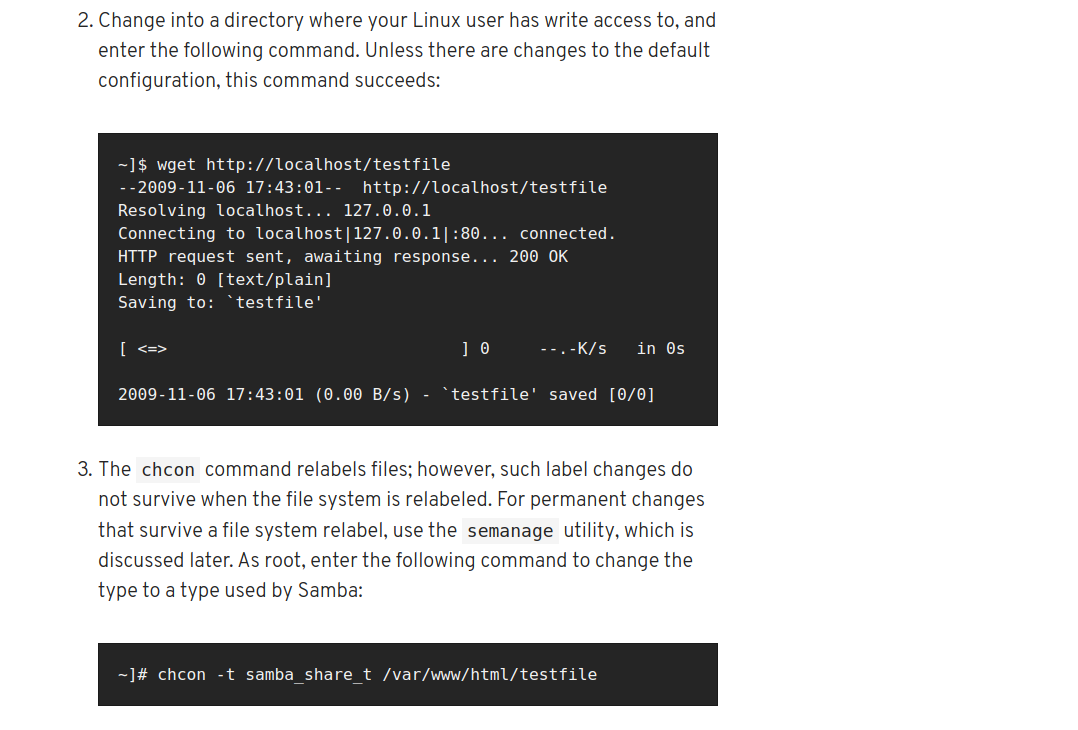 2. Change into a directory where your Linux user has write access to, and
enter the following command. Unless there are changes to the default
configuration, this command succeeds:
~]$ wget http://localhost/testfile
--2009-11-06 17:43:01--  http://localhost/testfile
Resolving localhost... 127.0.0.1
Connecting to localhost|127.0.0.1|:80... connected.
HTTP request sent, awaiting response... 200 OK
Length: 0 [text/plain]
Saving to: `testfile'
[ <=>                              ] 0     --.-K/s   in 0s
2009-11-06 17:43:01 (0.00 B/s) - `testfile' saved [0/0]
3. The chcon command relabels files; however, such label changes do
not survive when the file system is relabeled. For permanent changes
that survive a file system relabel, use the semanage utility, which is
discussed later. As root, enter the following command to change the
type to a type used by Samba:
~]# chcon -t samba_share_t /var/www/html/testfile